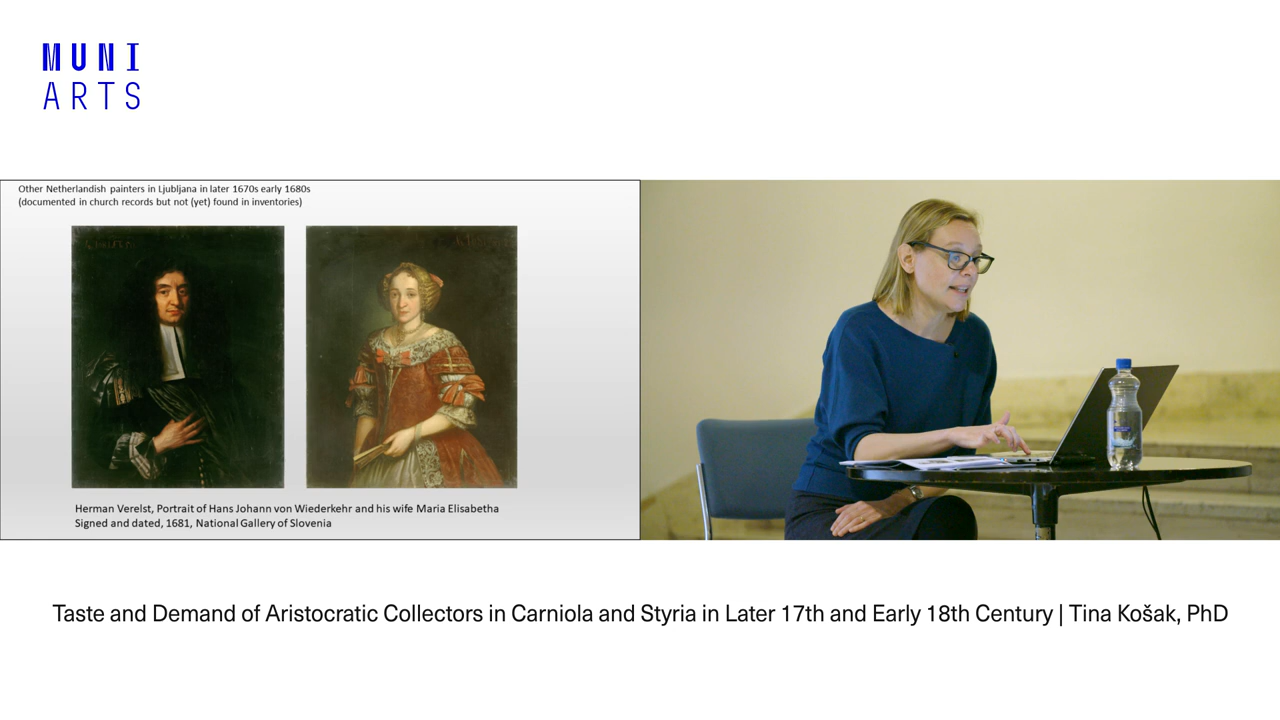 MUNI
ARTS
Other Netherlandish painters in Ljubljana in later 1670s early 1680s
(documented in church records but not (yet) found in inventories)
Herman Verelst, Portrait of Hans Johann von Wiederkehr and his wife Maria Elisabetha
Signed and dated, 1681, National Gallery of Slovenia
Taste and Demand of Aristocratic Collectors in Carniola and Styria in Later 17th and Early 18th Century | Tina Košak, PhD